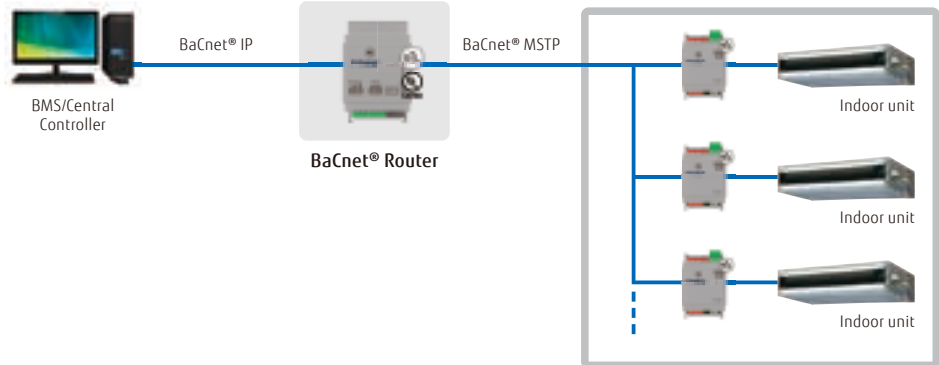 BaCnet® IP
BaCnet® MSTP
BMS/Central
Controller
BaCnet® Router
Indoor unit
Indoor unit
Indoor unit